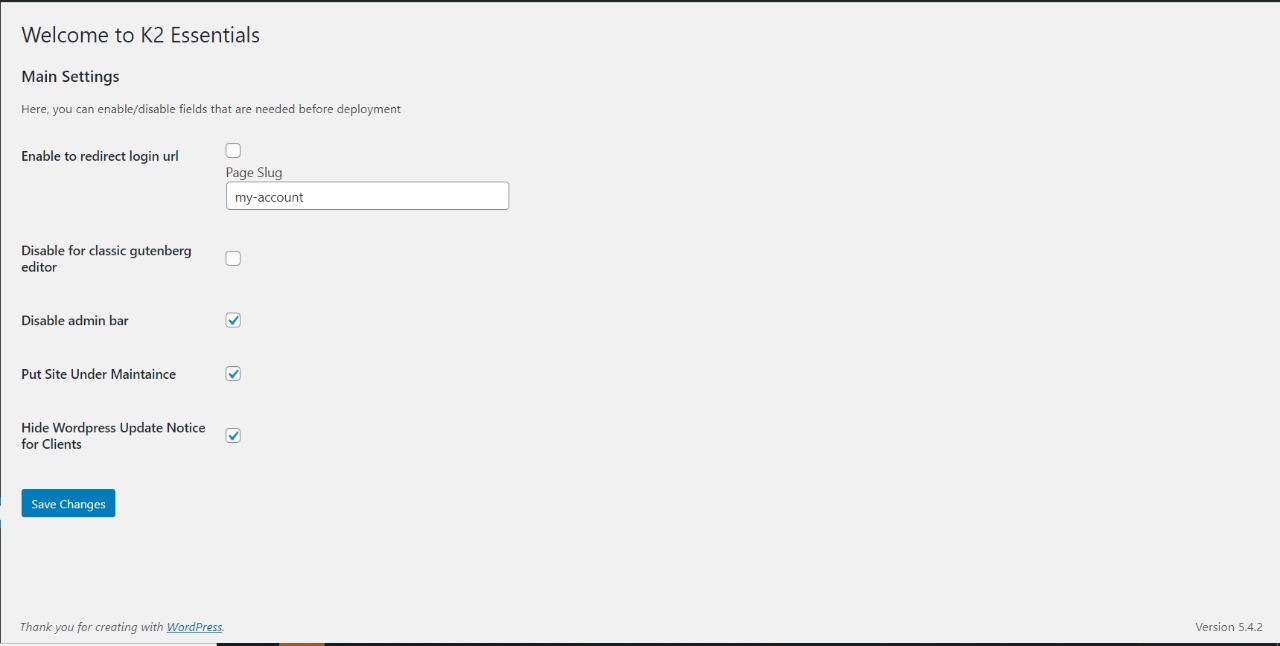 Welcome to K2 Essentials
Main Settings
Here, you can enable/disable fields that are needed before deployment
Enable to redirect login url
Page Slug
my-account
Disable for classic gutenberg
editor
Disable admin bar
Put Site Under Maintaince
Hide Wordpress Update Notice
for Clients
Save Changes
Thank you for creating with WordPress.
Version 5.4.2